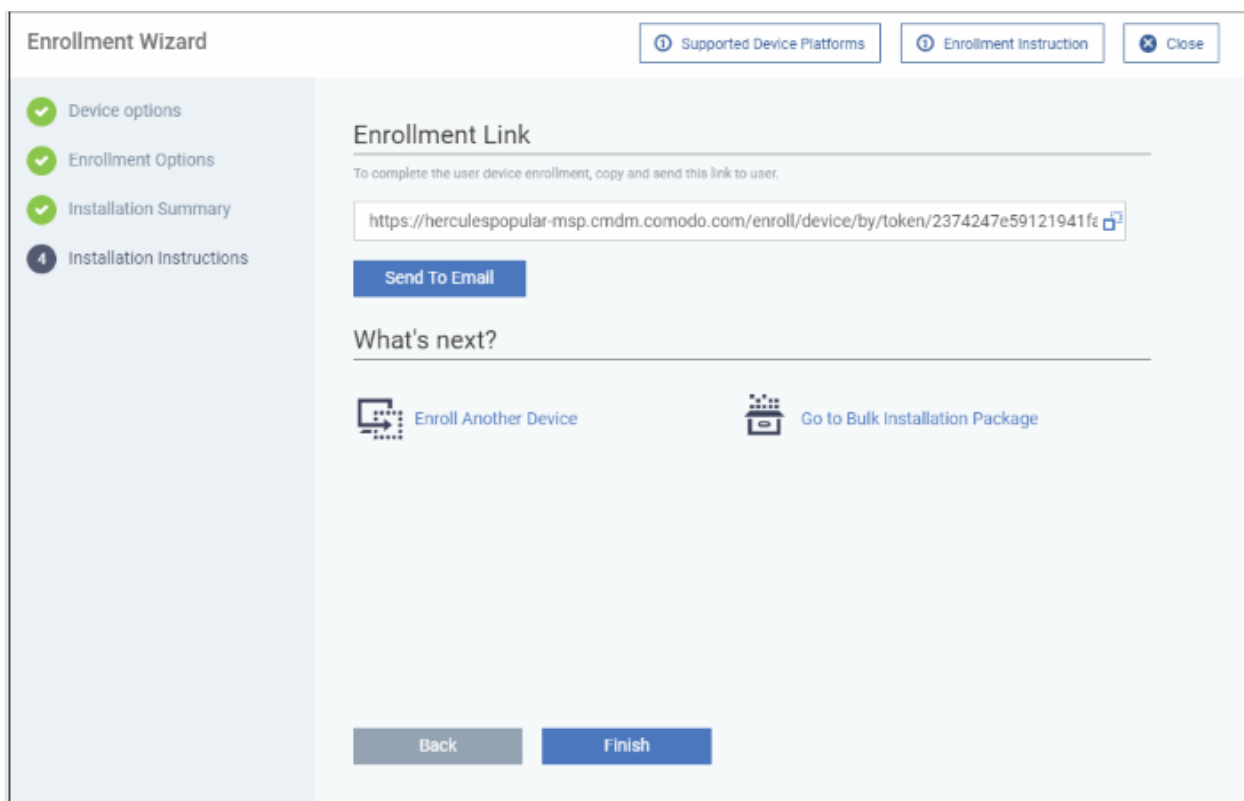 Enrollment Wizard
Supported Device Platforms
Enrollment Instruction
Close
Device options
Enrollment Options
Installation Summary
4 Installation Instructions
Enrollment Link
To complete the user device enrollment, copy and send this link to user.
https://herculespopular-msp.cmdm.comodo.com/enroll/device/by/token/2374247e59121941fa
Send To Email
What's next?
Enroll Another Device
Go to Bulk Installation Package
Back
Finish